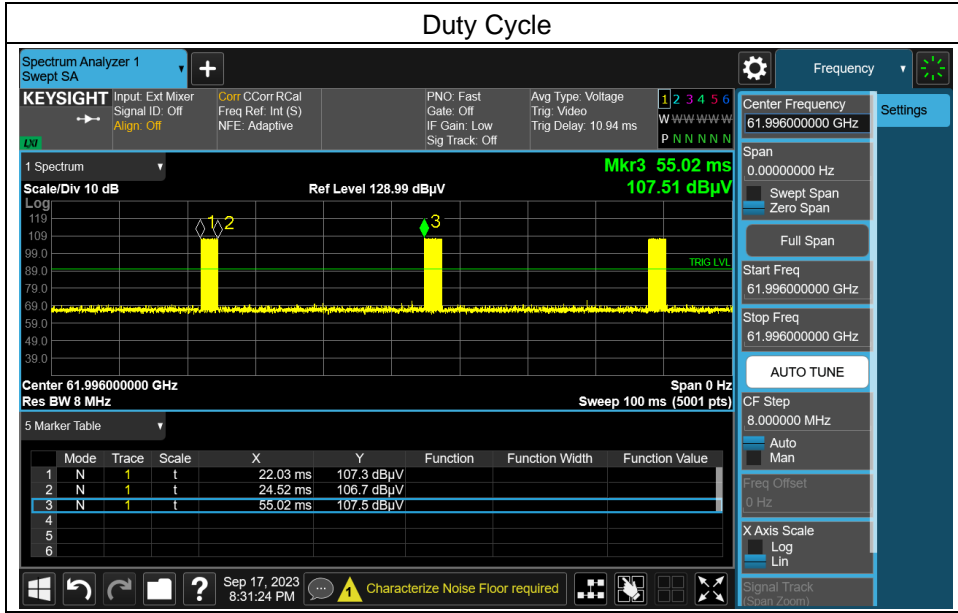 Duty Cycle
Spectrum Analyzer 1
Swept SA
+
Frequency
KEYSIGHT
Input: Ext Mixer
Signal ID: Off
Align: Off
Corr CCorr RCal
Freq Ref: Int (S)
NFE: Adaptive
PNO: Fast
Gate: Off
IF Gain: Low
Sig Track: Off
Avg Type: Voltage
Trig: Video
Trig Delay: 10.94 ms
1 2 3 4 5 6
W W W W W W
P N N N N N
LXI
Center Frequency
61.996000000 GHz
Settings
Span
0.00000000 Hz
Swept Span
Zero Span
Full Span
Start Freq
61.996000000 GHz
Stop Freq
61.996000000 GHz
AUTO TUNE
CF Step
8.000000 MHz
Auto
Man
Freq Offset
0 Hz
X Axis Scale
Log
Lin
Signal Track
(Span Zoom)
1 Spectrum
Mkr3 55.02 ms
Scale/Div 10 dB
Ref Level 128.99 dBµV
107.51 dBµV
Log
119
109
99.0
89.0
79.0
69.0
59.0
49.0
39.0
1 2
3
TRIG LVL
Center 61.996000000 GHz
Span 0 Hz
Res BW 8 MHz
Sweep 100 ms (5001 pts)
5 Marker Table
Mode Trace Scale X Y Function Function Width Function Value
1 N 1 t 22.03 ms 107.3 dBµV
2 N 1 t 24.52 ms 106.7 dBµV
3 N 1 t 55.02 ms 107.5 dBµV
4
5
6
?
Sep 17, 2023
8:31:24 PM
Characterize Noise Floor required